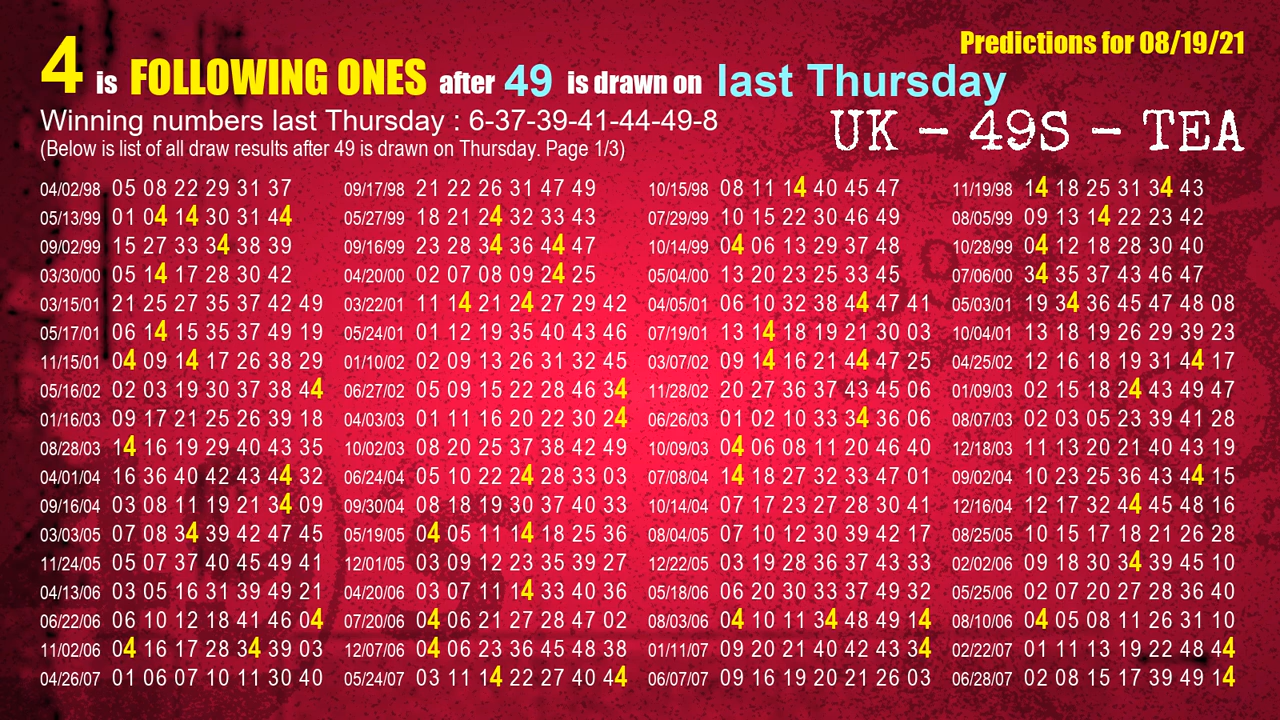 Predictions for 08/19/21
4 is FOLLOWING ONES after 49 is drawn on last Thursday
Winning numbers last Thursday : 6-37-39-41-44-49-8
UK - 49S - TEA
(Below is list of all draw results after 49 is drawn on Thursday. Page 1/3)
04/02/98 05 08 22 29 31 37 09/17/98 21 22 26 31 47 49 10/15/98 08 11 14 40 45 47 11/19/98 14 18 25 31 34 43
05/13/99 01 04 14 30 31 44 05/27/99 18 21 24 32 33 43 07/29/99 10 15 22 30 46 49 08/05/99 09 13 14 22 23 42
09/02/99 15 27 33 34 38 39 09/16/99 23 28 34 36 44 47 10/14/99 04 06 13 29 37 48 10/28/99 04 12 18 28 30 40
03/30/00 05 14 17 28 30 42 04/20/00 02 07 08 09 24 25 05/04/00 13 20 23 25 33 45 07/06/00 34 35 37 43 46 47
03/15/01 21 25 27 35 37 42 49 03/22/01 11 14 21 24 27 29 42 04/05/01 06 10 32 38 44 47 41 05/03/01 19 34 36 45 47 48 08
05/17/01 06 14 15 35 37 49 19 05/24/01 01 12 19 35 40 43 46 07/19/01 13 14 18 19 21 30 03 10/04/01 13 18 19 26 29 39 23
11/15/01 04 09 14 17 26 38 29 01/10/02 02 09 13 26 31 32 45 03/07/02 09 14 16 21 44 47 25 04/25/02 12 16 18 19 31 44 17
05/16/02 02 03 19 30 37 38 44 06/27/02 05 09 15 22 28 46 34 11/28/02 20 27 36 37 43 45 06 01/09/03 02 15 18 24 43 49 47
01/16/03 09 17 21 25 26 39 18 04/03/03 01 11 16 20 22 30 24 06/26/03 01 02 10 33 34 36 06 08/07/03 02 03 05 23 39 41 28
08/28/03 14 16 19 29 40 43 35 10/02/03 08 20 25 37 38 42 49 10/09/03 04 06 08 11 20 46 40 12/18/03 11 13 20 21 40 43 19
04/01/04 16 36 40 42 43 44 32 06/24/04 05 10 22 24 28 33 03 07/08/04 14 18 27 32 33 47 01 09/02/04 10 23 25 36 43 44 15
09/16/04 03 08 11 19 21 34 09 09/30/04 08 18 19 30 37 40 33 10/14/04 07 17 23 27 28 30 41 12/16/04 12 17 32 44 45 48 16
03/03/05 07 08 34 39 42 47 45 05/19/05 04 05 11 14 18 25 36 08/04/05 07 10 12 30 39 42 17 08/25/05 10 15 17 18 21 26 28
11/24/05 05 07 37 40 45 49 41 12/01/05 03 09 12 23 35 39 27 12/22/05 03 19 28 36 37 43 33 02/02/06 09 18 30 34 39 45 10
04/13/06 03 05 16 31 39 49 21 04/20/06 03 07 11 14 33 40 36 05/18/06 06 20 30 33 37 49 32 05/25/06 02 07 20 27 28 36 40
06/22/06 06 10 12 18 41 46 04 07/20/06 04 06 21 27 28 47 02 08/03/06 04 10 11 34 48 49 14 08/10/06 04 05 08 11 26 31 10
11/02/06 04 16 17 28 34 39 03 12/07/06 04 06 23 36 45 48 38 01/11/07 09 20 21 40 42 43 34 02/22/07 01 11 13 19 22 48 44
04/26/07 01 06 07 10 11 30 40 05/24/07 03 11 14 22 27 40 44 06/07/07 09 16 19 20 21 26 03 06/28/07 02 08 15 17 39 49 14